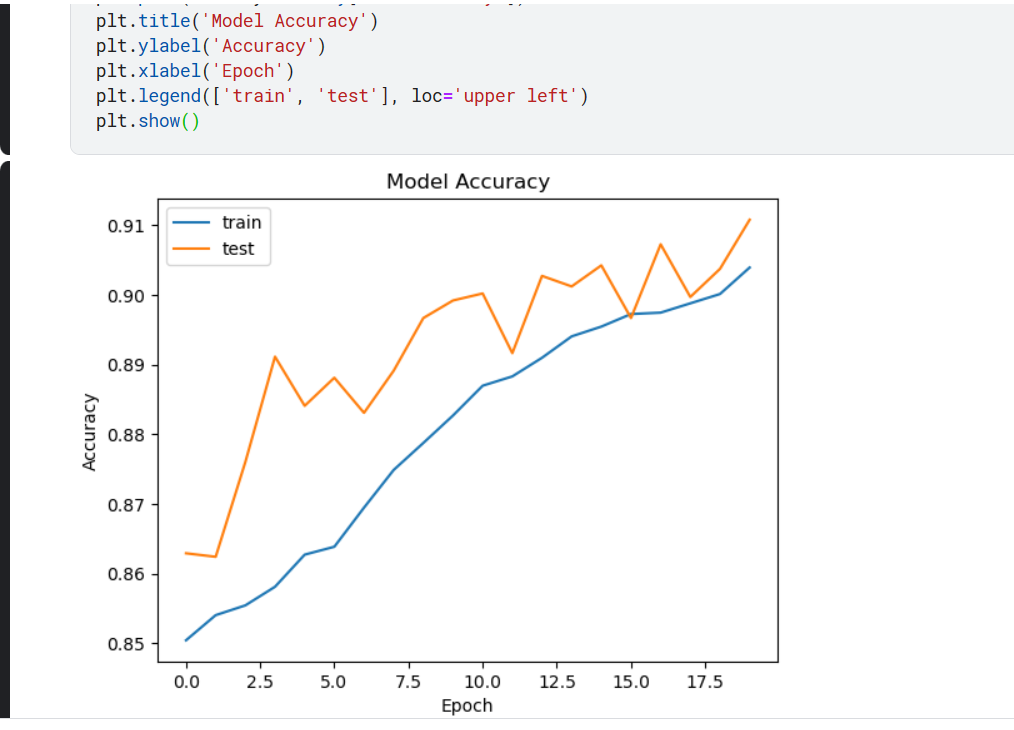 plt.title('Model Accuracy')
plt.ylabel('Accuracy')
plt.xlabel('Epoch')
plt.legend(['train', 'test'], loc='upper left')
plt.show()
Model Accuracy
train
test
0.91
0.90
0.89
0.88
0.87
0.86
0.85
Accuracy
0.0 2.5 5.0 7.5 10.0 12.5 15.0 17.5
Epoch